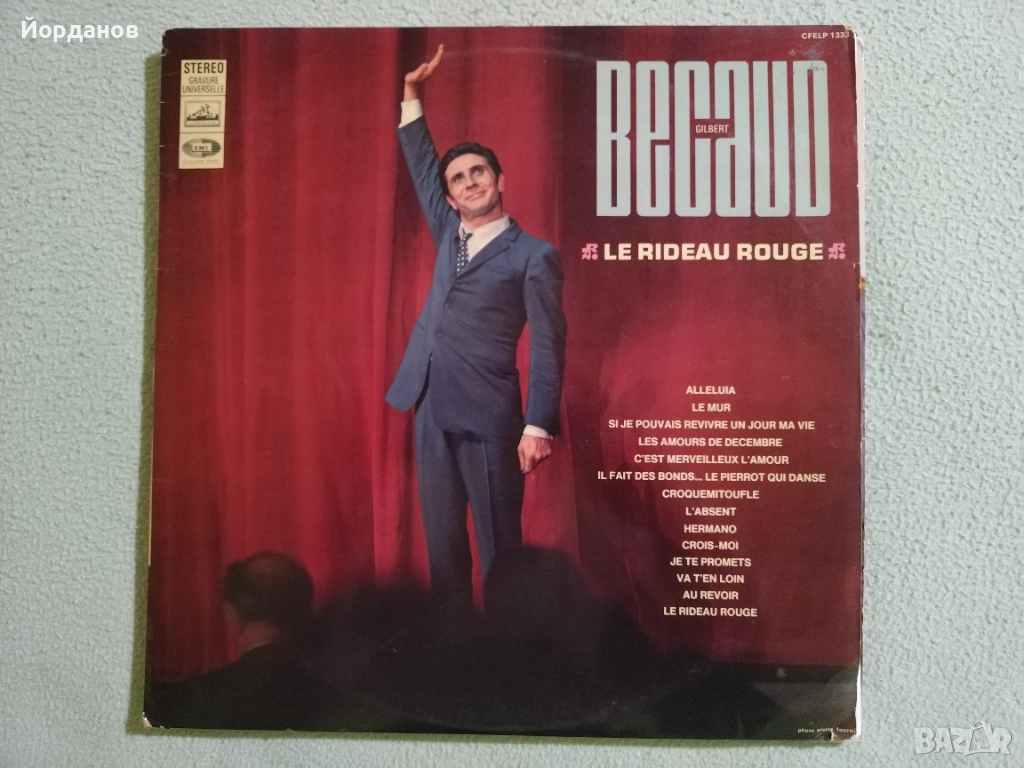 Йорданов
CFELP 1333
STEREO
GRAVURE
UNIVERSELLE
EMI
BECAUD
GILBERT
LE RIDEAU ROUGE
ALLELUIA
LE MUR
SI JE POUVAIS REVIVRE UN JOUR MA VIE
LES AMOURS DE DECEMBRE
C'EST MERVEILLEUX L'AMOUR
IL FAIT DES BONDS... LE PIERROT QUI DANSE
CROQUEMITOUFLE
L'ABSENT
HERMANO
CROIS-MOI
JE TE PROMETS
VA T'EN LOIN
AU REVOIR
LE RIDEAU ROUGE
photo pierre
BAZAR